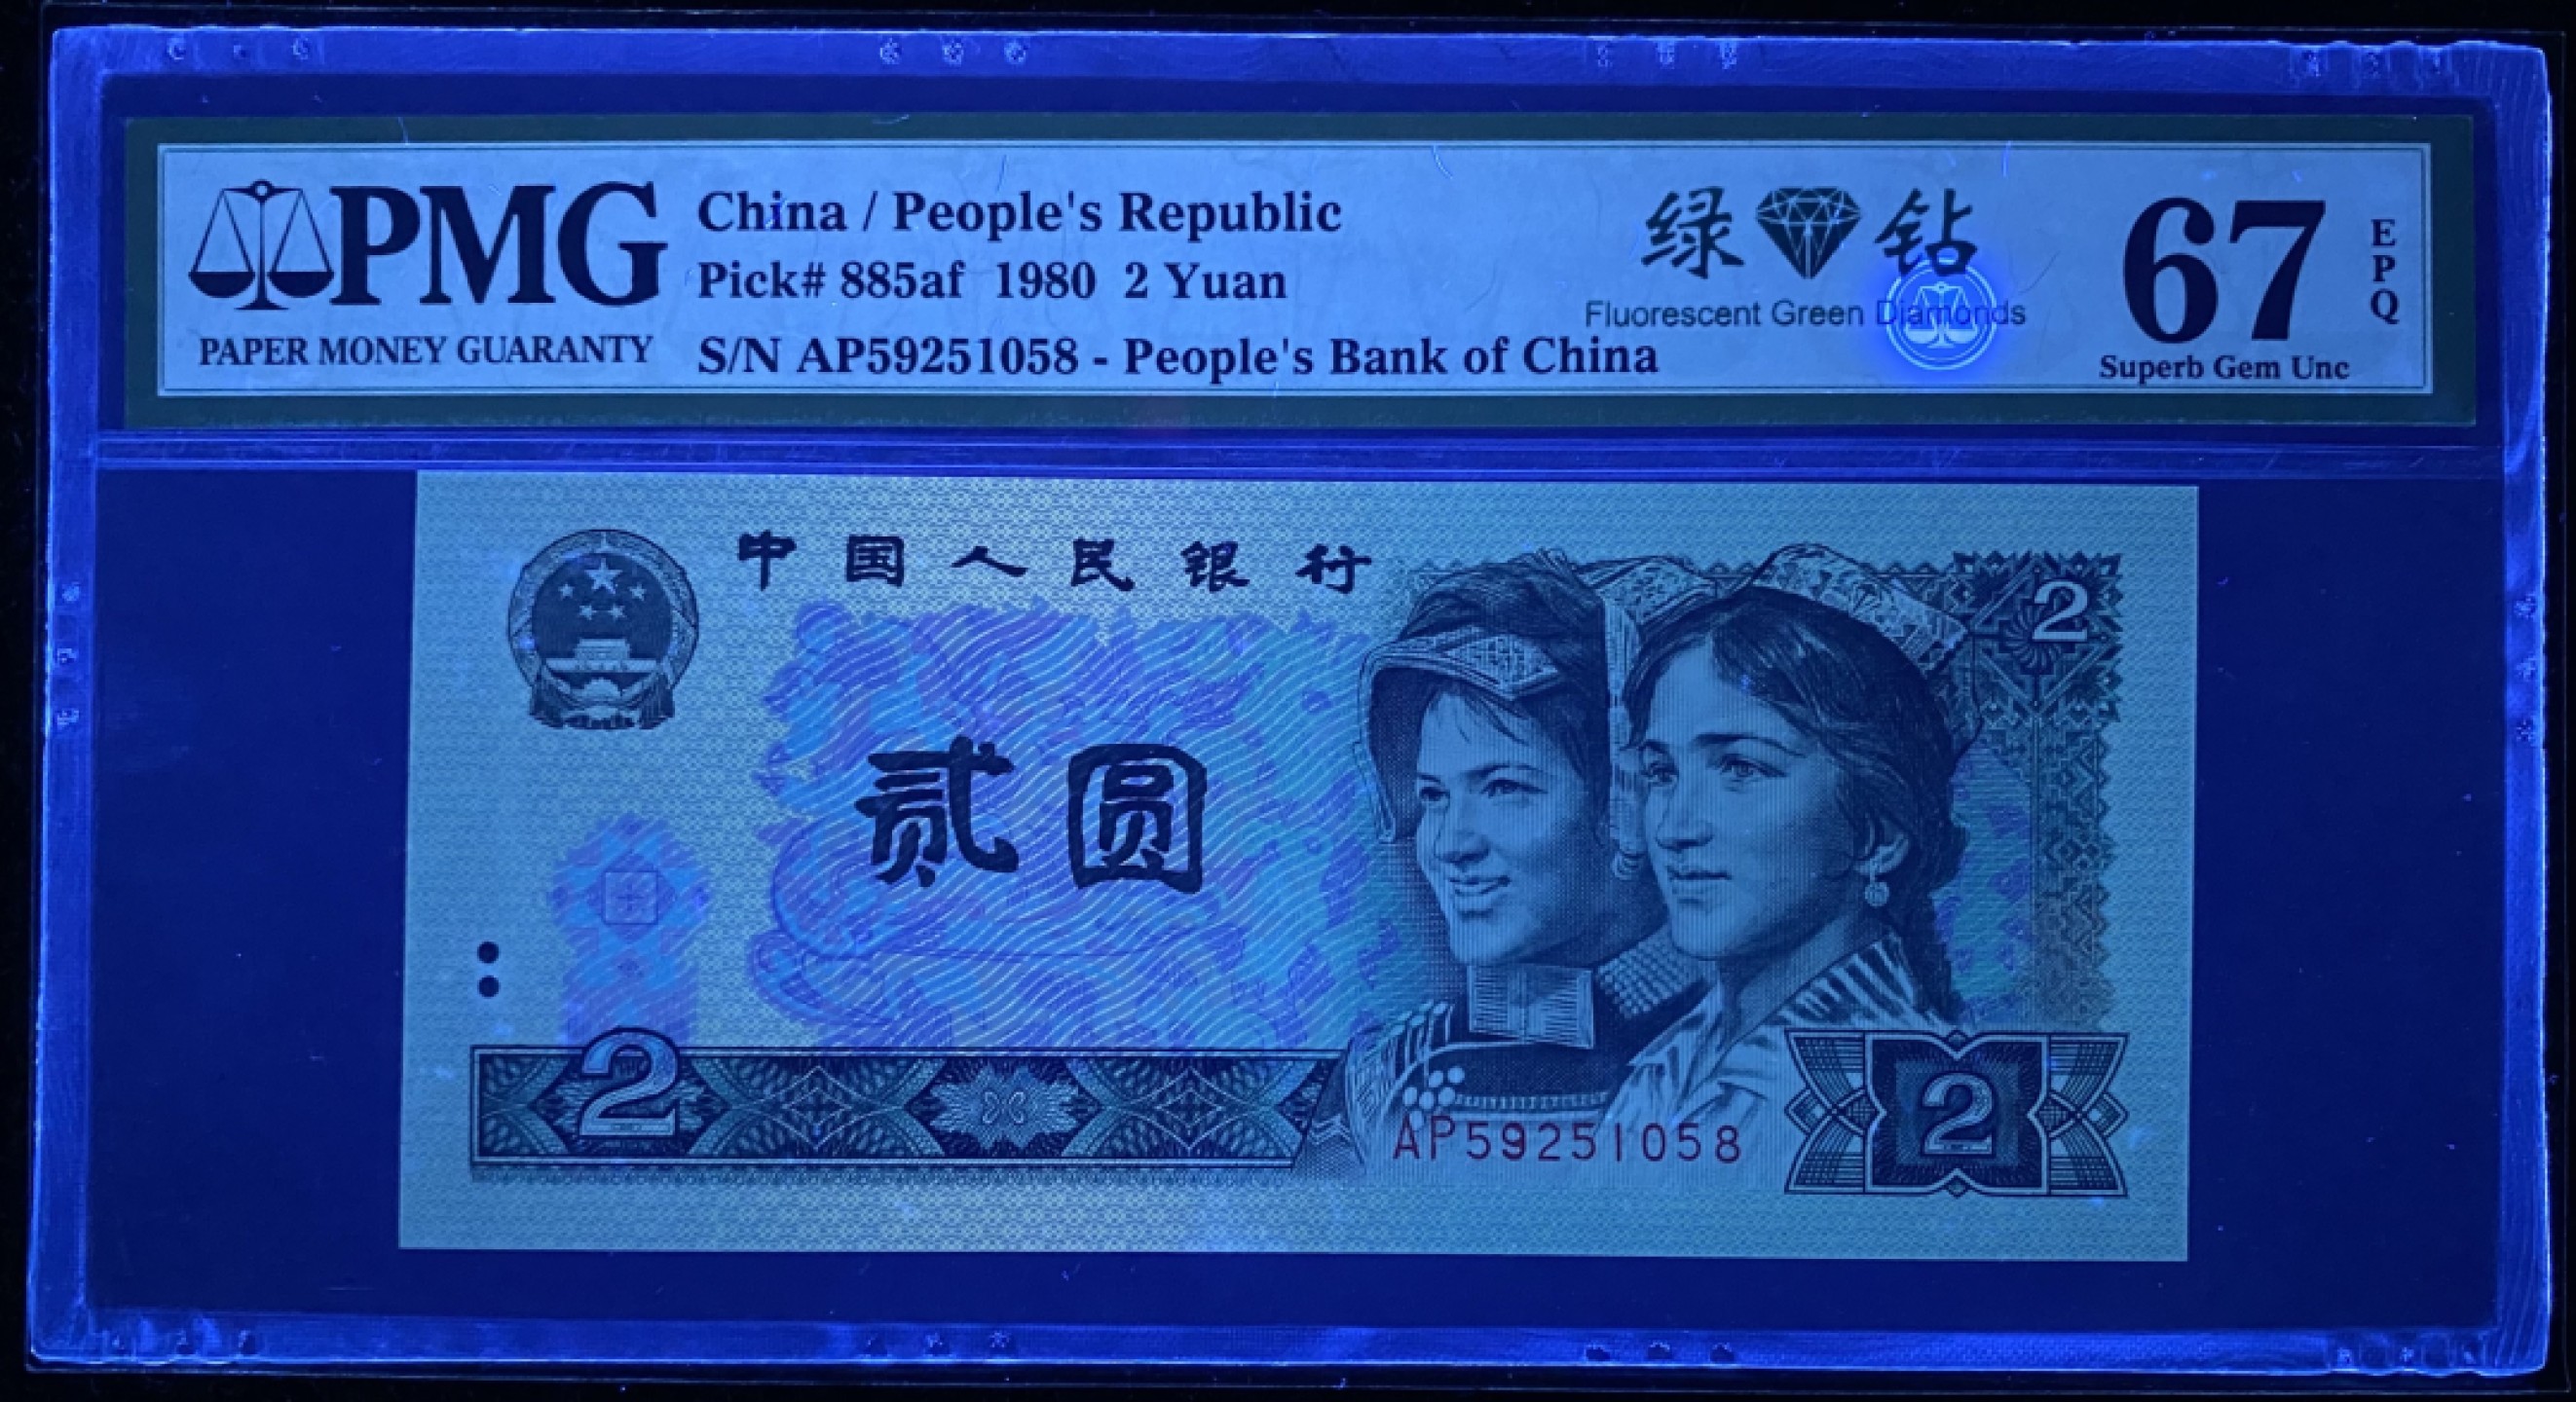 PMG
PAPER MONEY GUARANTY
China / People's Republic
Pick# 885af 1980 2 Yuan
S/N AP59251058 - People's Bank of China
绿钻
Fluorescent Green Diamonds
67
EPQ
Superb Gem Unc
中国人民银行
2
贰圆
2
AP59251058
2